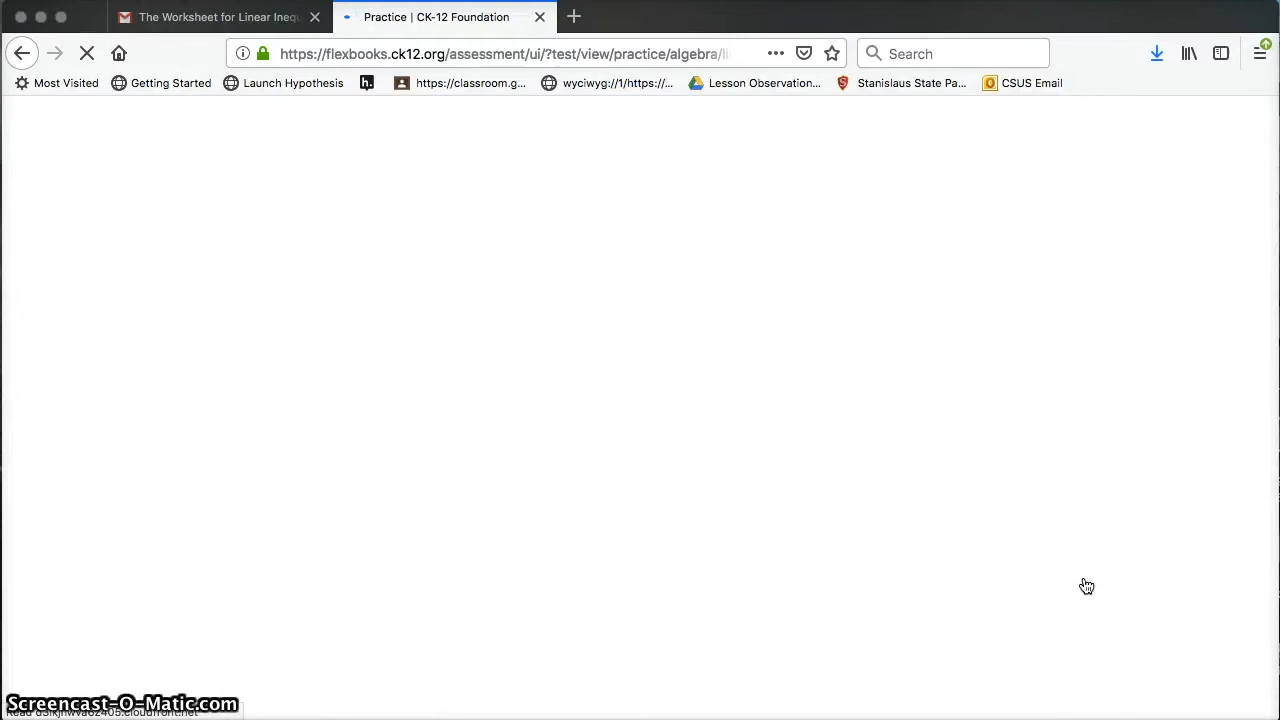 The Worksheet for Linear Inequ
Practice | CK-12 Foundation
https://flexbooks.ck12.org/assessment/ui/?test/view/practice/algebra/li
Search
Most Visited
Getting Started
Launch Hypothesis
h.
https://classroom.g...
wyciwyg://1/https://...
Lesson Observation...
Stanislaus State Pa...
CSUS Email
Screencast-O-Matic.com